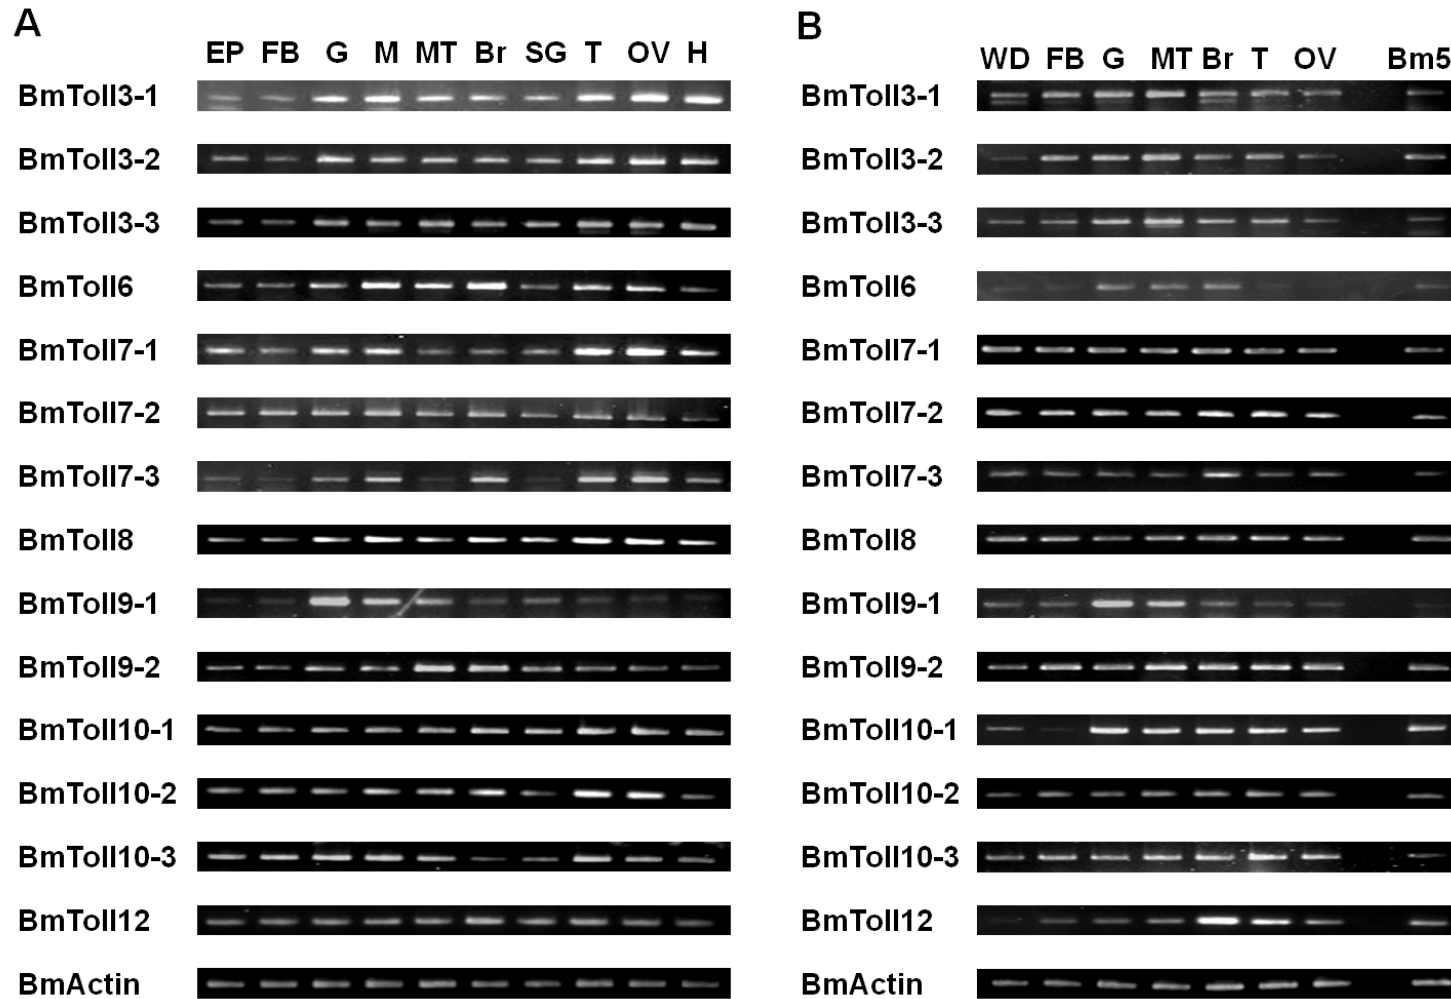 A
EP FB G M MT Br SG T OV H
BmToll3-1
BmToll3-2
BmToll3-3
BmToll6
BmToll7-1
BmToll7-2
BmToll7-3
BmToll8
BmToll9-1
BmToll9-2
BmToll10-1
BmToll10-2
BmToll10-3
BmToll12
BmActin
B
WD FB G MT Br T OV Bm5
BmToll3-1
BmToll3-2
BmToll3-3
BmToll6
BmToll7-1
BmToll7-2
BmToll7-3
BmToll8
BmToll9-1
BmToll9-2
BmToll10-1
BmToll10-2
BmToll10-3
BmToll12
BmActin